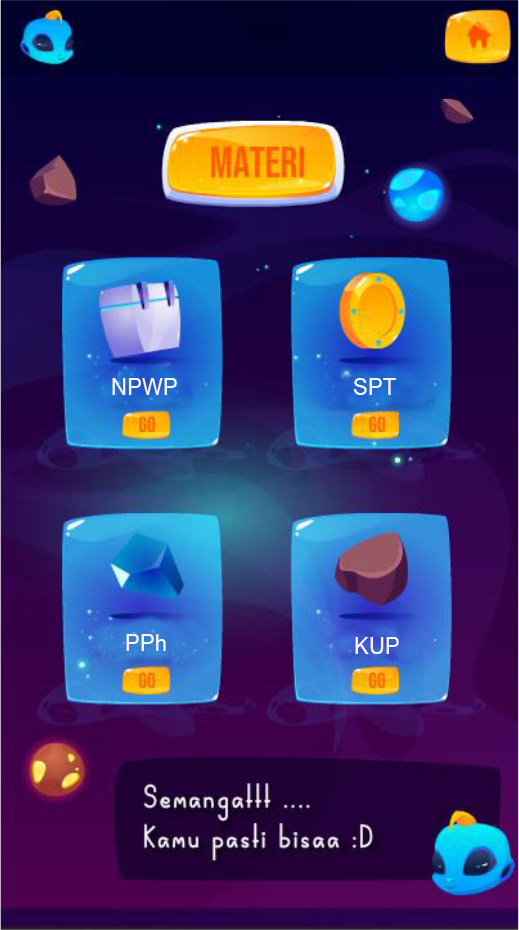 MATERI
NPWP
SPT
GO
GO
PPh
KUP
GO
GO
Semangattt ....
Kamu pasti bisaa :D